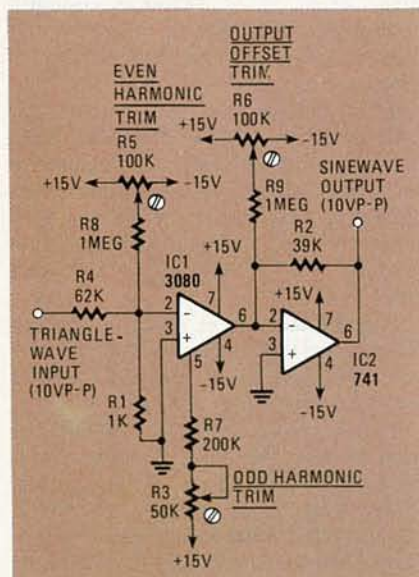 OUTPUT
OFFSET
TRIM
EVEN
HARMONIC
TRIM
R6
100K
+15V
-15V
R5
100K
+15V
-15V
SINEWAVE
OUTPUT
(10VP-P)
R9
1MEG
R8
1MEG
R2
39K
IC1
3080
+15V
R4
62K
2
-
7
6
3
+
5
4
-15V
+15V
2
-
7
6
3
+
4
-15V
IC2
741
TRIANGLE-
WAVE
INPUT
(10VP-P)
R1
1K
R7
200K
R3
50K
ODD HARMONIC
TRIM
+15V